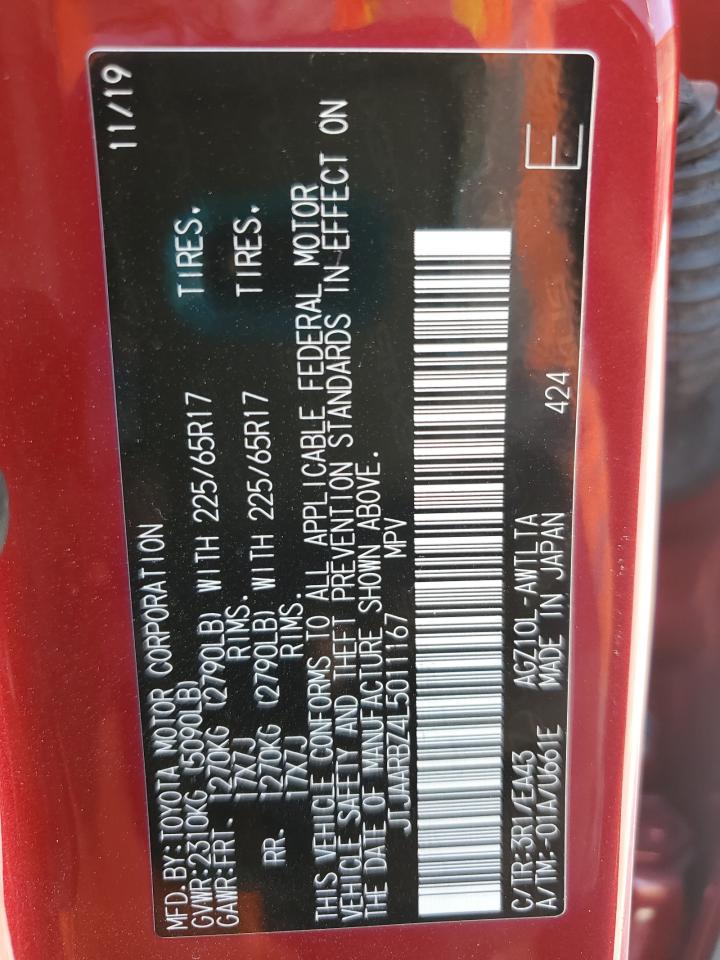 11/19
MFD. BY: TOYOTA MOTOR CORPORATION
GVWR: 2310KG (5090LB)
GAWR: FRT. 1270KG (2790LB) WITH 225/65R17 TIRES.
17X7J RIMS.
RR. 1270KG (2790LB) WITH 225/65R17 TIRES.
17X7J RIMS.
THIS VEHICLE CONFORMS TO ALL APPLICABLE FEDERAL MOTOR
VEHICLE SAFETY AND THEFT PREVENTION STANDARDS IN EFFECT ON
THE DATE OF MANUFACTURE SHOWN ABOVE.
JTJAARBZ4L5011167 MPV
C/TR: 3R1/EA43 AGZ10L-AWTLTA
A/TM: -01A/U661E MADE IN JAPAN 424
E